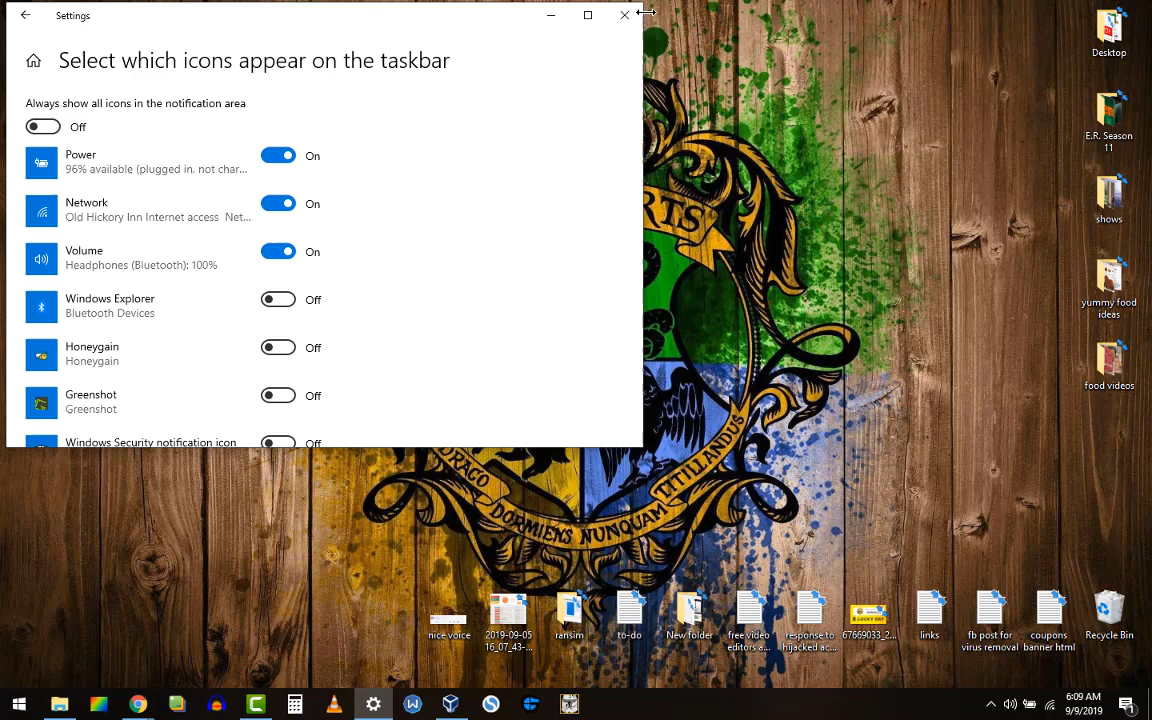 Settings
Select which icons appear on the taskbar
Always show all icons in the notification area
Off
Power
96% available (plugged in, not char...
On
Network
Old Hickory Inn Internet access  Net...
On
Volume
Headphones (Bluetooth): 100%
On
Windows Explorer
Bluetooth Devices
Off
Honeygain
Honeygain
Off
Greenshot
Greenshot
Off
Windows Security notification icon
Off
RTS
DRACO
DORMIENS NUNQUAM
TITILLANDUS
Desktop
E.R. Season
11
shows
yummy food
ideas
food videos
nice voice
2019-09-05
16_07_43-...
ransim
to-do
New folder
free video
editors a...
response to
hijacked ac...
67669033_2...
LUCKY DAY
links
fb post for
virus removal
coupons
banner html
Recycle Bin
6:09 AM
9/9/2019
1